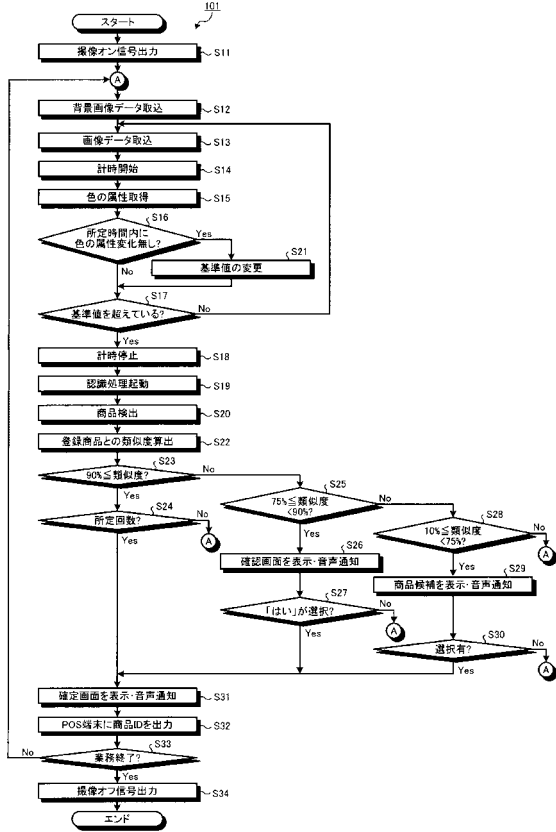 101
スタート
撮像オン信号出力
S11
A
背景画像データ取込
S12
画像データ取込
S13
計時開始
S14
色の属性取得
S15
S16
所定時間内に
色の属性変化無し?
Yes
No
S21
基準値の変更
S17
基準値を超えている?
No
Yes
計時停止
S18
認識処理起動
S19
商品検出
S20
登録商品との類似度算出
S22
S23
90%≦類似度?
No
Yes
S24
所定回数?
No
A
Yes
S25
75%≦類似度
<90%?
No
Yes
S26
確認画面を表示・音声通知
S27
「はい」が選択?
No
A
Yes
S28
10%≦類似度
<75%?
No
A
Yes
S29
商品候補を表示・音声通知
S30
選択有?
No
A
Yes
確定画面を表示・音声通知
S31
POS端末に商品IDを出力
S32
S33
業務終了?
No
Yes
撮像オフ信号出力
S34
エンド